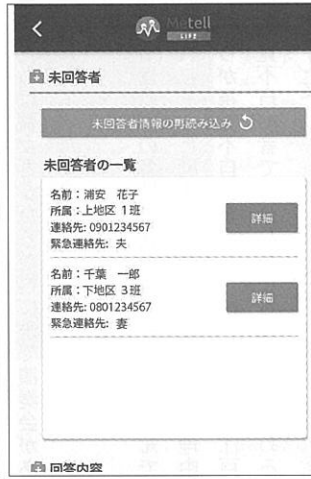 Metell
LIFE
未回答者
未回答者情報の再読み込み
未回答者の一覧
名前：浦安　花子
所属：上地区 1班
連絡先: 0901234567
緊急連絡先: 夫
詳細
名前：千葉　一郎
所属：下地区 3班
連絡先: 0801234567
緊急連絡先: 妻
詳細
回答内容